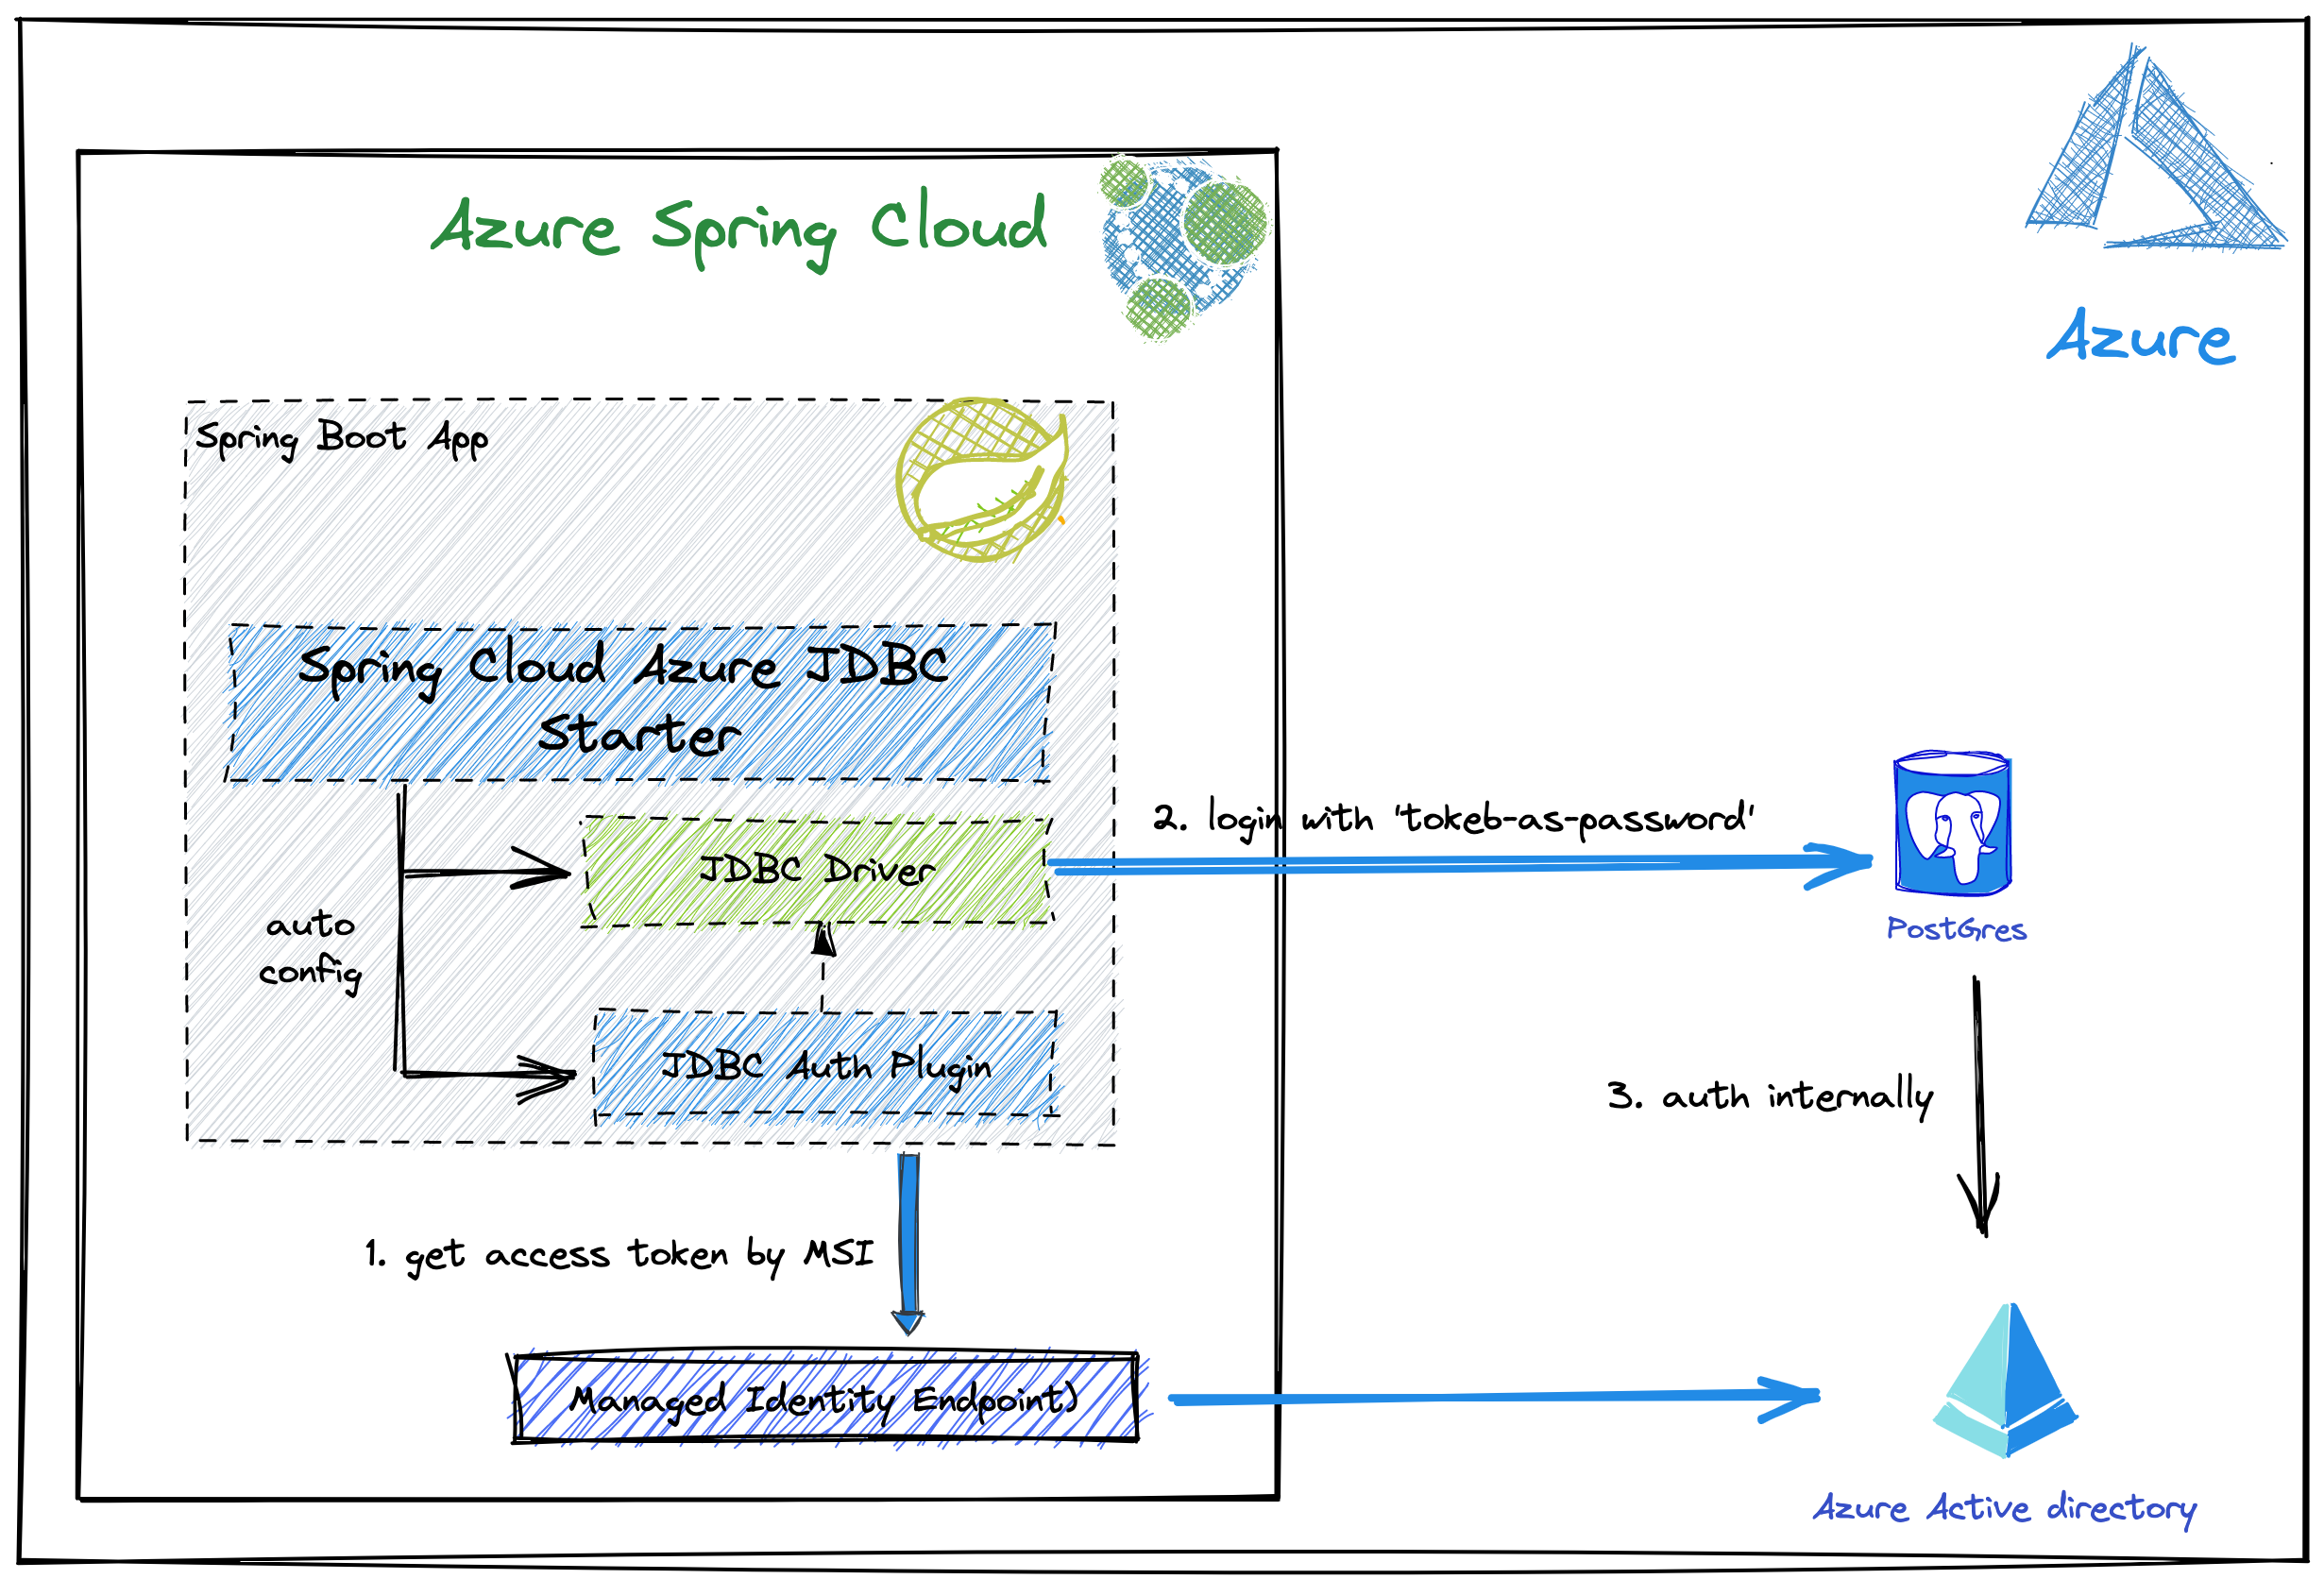 Azure Spring Cloud
Azure
Spring Boot App
Spring Cloud Azure JDBC
Starter
2. login with 'tokeb-as-password'
JDBC Driver
auto
config
PostGres
JDBC Auth Plugin
3. auth internally
1. get access token by MSI
Managed Identity Endpoint)
Azure Active directory